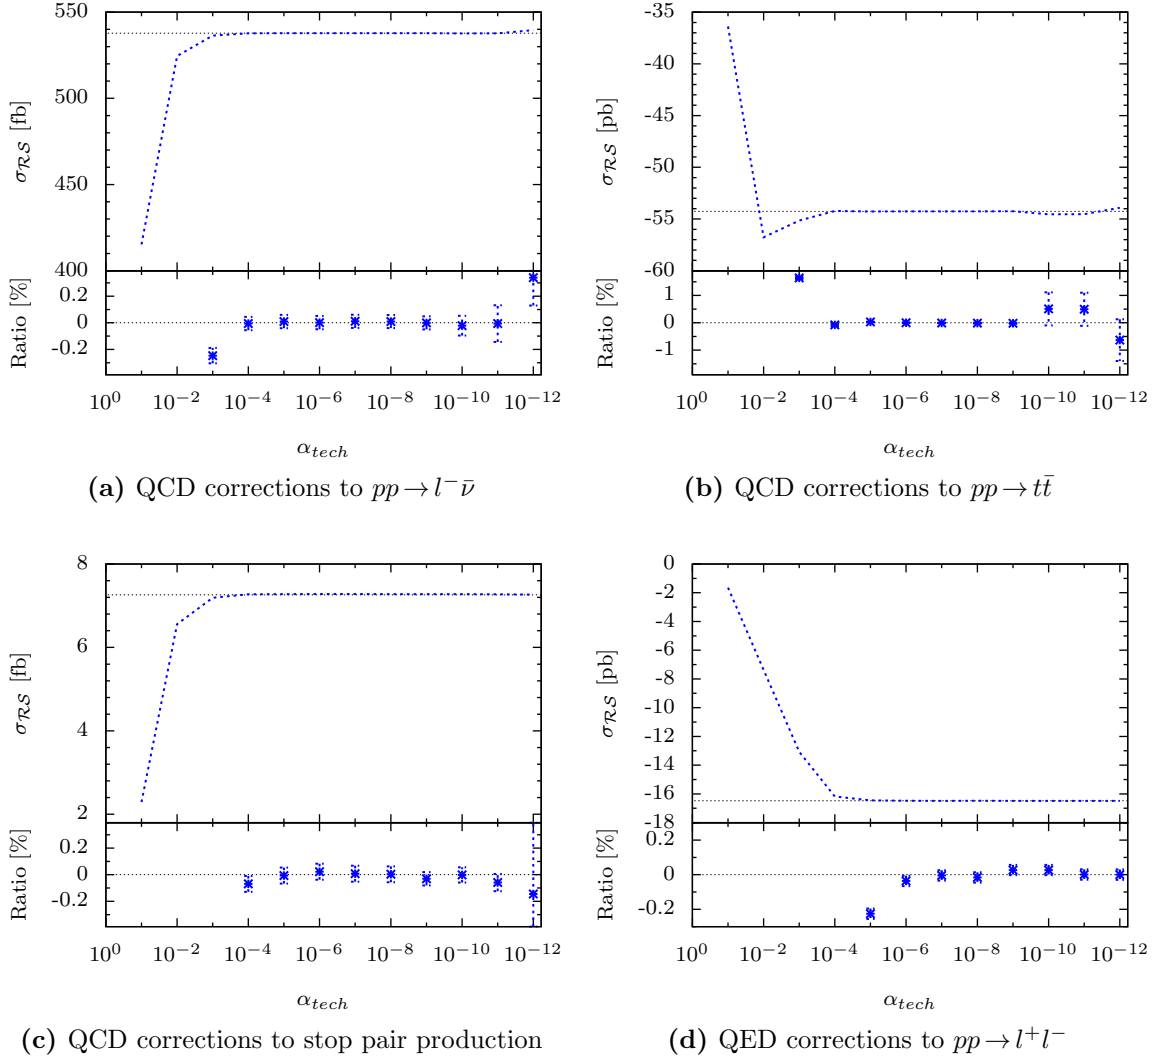 550
500
450
400
σ_RS [fb]
0.2
0
-0.2
Ratio [%]
10^0 10^−2 10^−4 10^−6 10^−8 10^−10 10^−12
α_tech
(a) QCD corrections to pp → l^− ν̄
-35
-40
-45
-50
-55
-60
σ_RS [pb]
1
0
-1
Ratio [%]
10^0 10^−2 10^−4 10^−6 10^−8 10^−10 10^−12
α_tech
(b) QCD corrections to pp → tt̄
8
6
4
2
σ_RS [fb]
0.2
0
-0.2
Ratio [%]
10^0 10^−2 10^−4 10^−6 10^−8 10^−10 10^−12
α_tech
(c) QCD corrections to stop pair production
0
-2
-4
-6
-8
-10
-12
-14
-16
-18
σ_RS [pb]
0.2
0
-0.2
Ratio [%]
10^0 10^−2 10^−4 10^−6 10^−8 10^−10 10^−12
α_tech
(d) QED corrections to pp → l^+ l^−